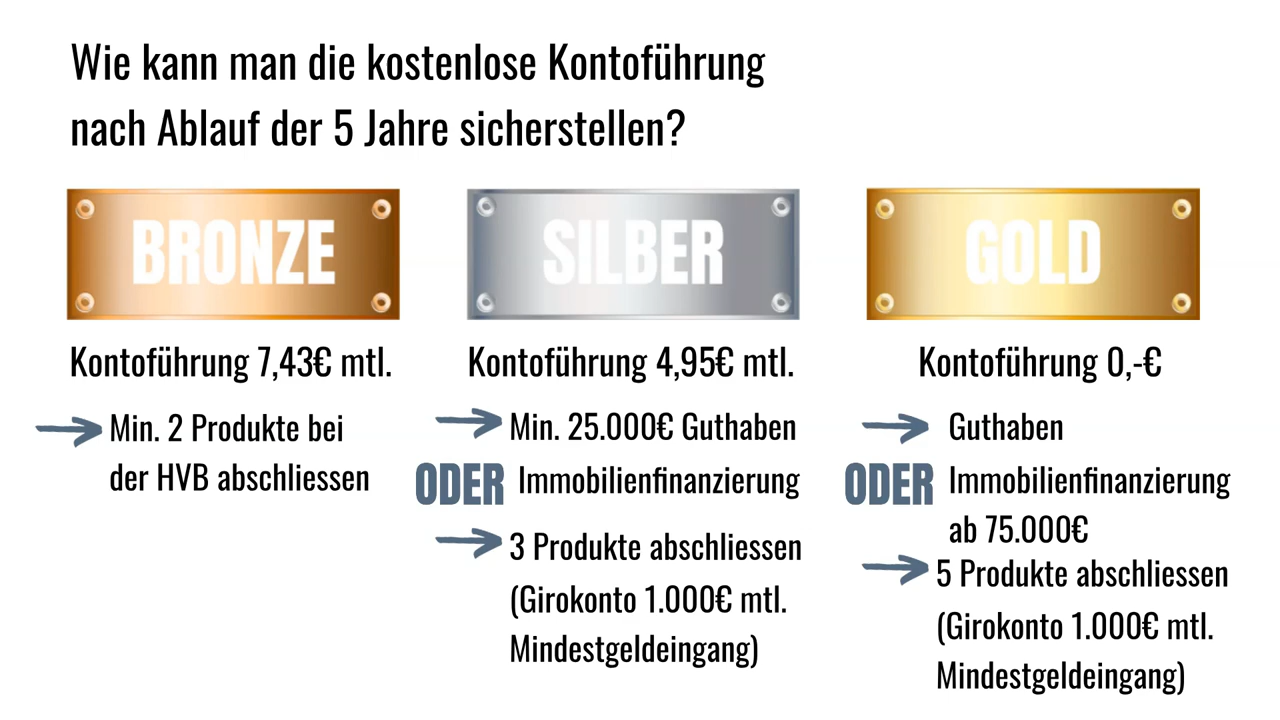 Wie kann man die kostenlose Kontoführung
nach Ablauf der 5 Jahre sicherstellen?
BRONZE
Kontoführung 7,43€ mtl.
Min. 2 Produkte bei
der HVB abschliessen
SILBER
Kontoführung 4,95€ mtl.
Min. 25.000€ Guthaben
ODER Immobilienfinanzierung
3 Produkte abschliessen
(Girokonto 1.000€ mtl.
Mindestgeldeingang)
GOLD
Kontoführung 0,-€
Guthaben
ODER Immobilienfinanzierung
ab 75.000€
5 Produkte abschliessen
(Girokonto 1.000€ mtl.
Mindestgeldeingang)